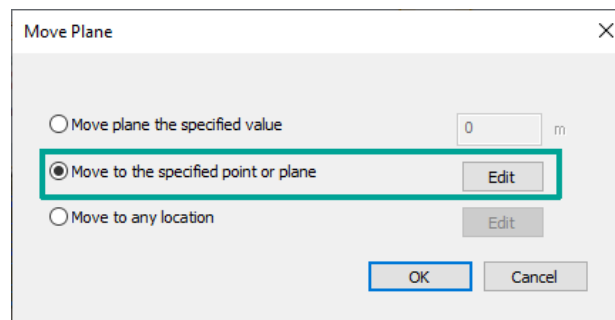 Move Plane
Move plane the specified value
0 m
Move to the specified point or plane
Edit
Move to any location
Edit
OK Cancel